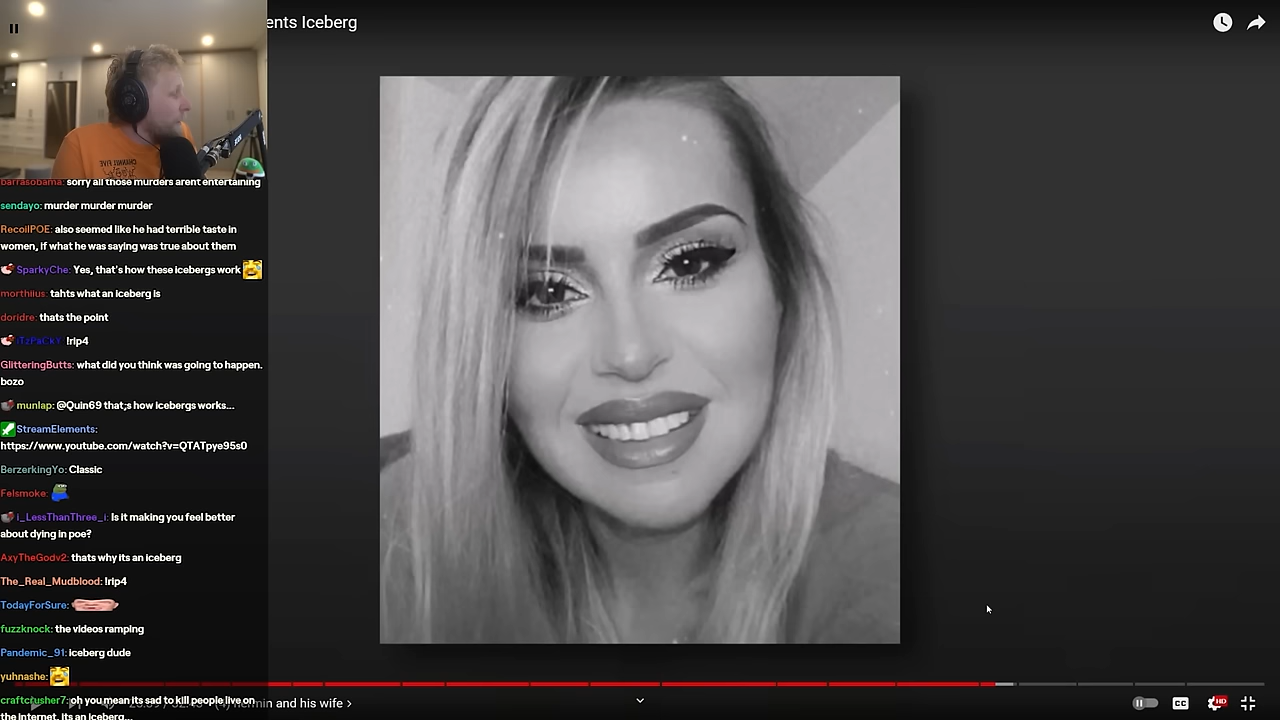 ents Iceberg
barrasobama: sorry all those murders arent entertaining
sendayo: murder murder murder
RecoilPOE: also seemed like he had terrible taste in
women, if what he was saying was true about them
SparkyChe: Yes, that's how these icebergs work
morthilus: tahts what an iceberg is
doridre: thats the point
iTzPaCkY: !rip4
GlitteringButts: what did you think was going to happen.
bozo
munlap: @Quin69 that;s how icebergs works...
StreamElements:
https://www.youtube.com/watch?v=QTATpye95s0
BerzerkingYo: Classic
Felsmoke:
i_LessThanThree_i: Is it making you feel better
about dying in poe?
AxyTheGodv2: thats why its an iceberg
The_Real_Mudblood: !rip4
TodayForSure:
fuzzknock: the videos ramping
Pandemic_91: iceberg dude
yuhnashe:
craftcrusher7: oh you mean its sad to kill people live on
the internet, its an iceberg...
and his wife >
CC
HD
CHANNEL FIVE